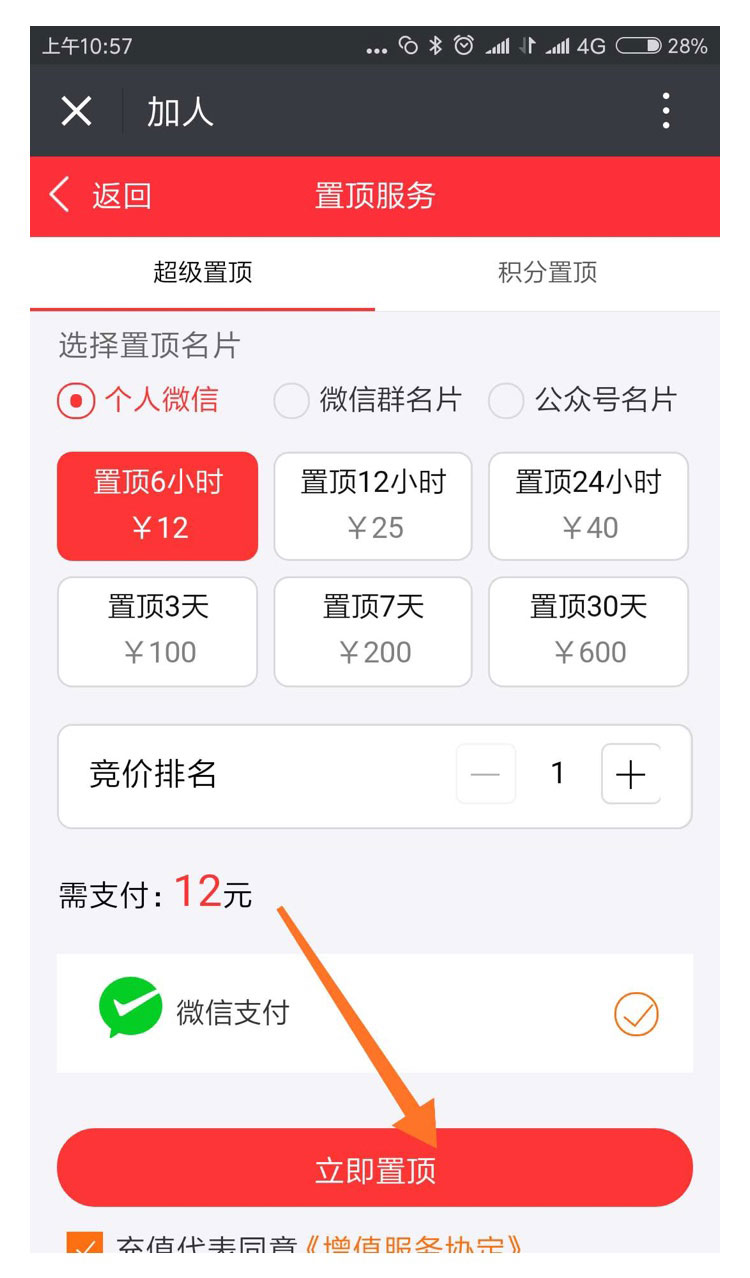 上午10:57 ... 4G 28%
加人
返回 置顶服务
超级置顶 积分置顶
选择置顶名片
个人微信 微信群名片 公众号名片
置顶6小时 置顶12小时 置顶24小时
￥12 ￥25 ￥40
置顶3天 置顶7天 置顶30天
￥100 ￥200 ￥600
竞价排名 — 1 +
需支付：12元
微信支付
立即置顶
充值代表同意《增值服务协定》